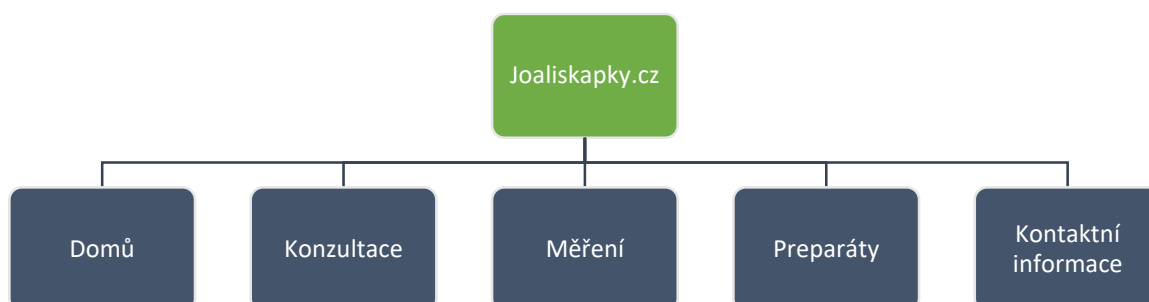 Joaliskapky.cz
Domů
Konzultace
Měření
Preparáty
Kontaktní
informace